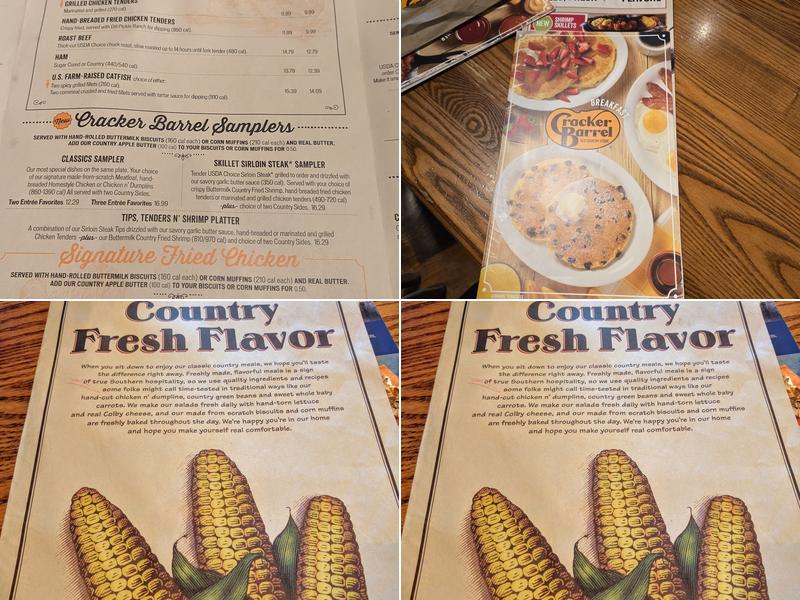 GRILLED CHICKEN TENDERS
Marinated and grilled (270 cal).
11.89 9.99
HAND-BREADED FRIED CHICKEN TENDERS
Crispy fried, served with Dill Pickle Ranch for dipping (860 cal).
11.89 9.99
ROAST BEEF
Thick-cut USDA Choice chuck roast, slow roasted up to 14 hours until fork tender (480 cal).
14.79 12.79
HAM
Sugar Cured or Country (440/540 cal).
13.79 12.39
U.S. FARM-RAISED CATFISH choice of either:
Two spicy grilled fillets (260 cal).
Two cornmeal crusted and fried fillets served with tartar sauce for dipping (810 cal).
15.39 14.09
New Cracker Barrel Samplers
SERVED WITH HAND-ROLLED BUTTERMILK BISCUITS (160 cal each) OR CORN MUFFINS (210 cal each) AND REAL BUTTER.
ADD OUR COUNTRY APPLE BUTTER (100 cal) TO YOUR BISCUITS OR CORN MUFFINS FOR 0.50.
CLASSICS SAMPLER
Our most special dishes on the same plate. Your choice
of our signature made-from-scratch Meatloaf, hand-
breaded Homestyle Chicken or Chicken n' Dumplins
(860-1390 cal) All served with two Country Sides.
Two Entrée Favorites 12.29 Three Entrée Favorites 16.99
SKILLET SIRLOIN STEAK* SAMPLER
Tender USDA Choice Sirloin Steak* grilled to order and drizzled with
our savory garlic butter sauce (350 cal). Served with your choice of
crispy Buttermilk Country Fried Shrimp, hand-breaded fried chicken
tenders or marinated and grilled chicken tenders (490-720 cal)
-plus- choice of two Country Sides. 16.29
TIPS, TENDERS N' SHRIMP PLATTER
A combination of our Sirloin Steak Tips drizzled with our savory garlic butter sauce, hand-breaded or marinated and grilled
Chicken Tenders -plus- our Buttermilk Country Fried Shrimp (810/970 cal) and choice of two Country Sides. 16.29
Signature Fried Chicken
SERVED WITH HAND-ROLLED BUTTERMILK BISCUITS (160 cal each) OR CORN MUFFINS (210 cal each) AND REAL BUTTER.
ADD OUR COUNTRY APPLE BUTTER (100 cal) TO YOUR BISCUITS OR CORN MUFFINS FOR 0.50.
NEW SHRIMP
SKILLETS
BREAKFAST
Cracker
Barrel
OLD COUNTRY STORE
Country
Fresh Flavor
When you sit down to enjoy our classic country meals, we hope you'll taste
the difference right away. Freshly made, flavorful meals is a sign
of true Southern hospitality, so we use quality ingredients and recipes
some folks might call time-tested in traditional ways like our
hand-cut chicken n' dumplins, country green beans and sweet whole baby
carrots. We make our salads fresh daily with hand-torn lettuce
and real Colby cheese, and our made from scratch biscuits and corn muffins
are freshly baked throughout the day. We're happy you're in our home
and hope you make yourself real comfortable.
Country
Fresh Flavor
When you sit down to enjoy our classic country meals, we hope you'll taste
the difference right away. Freshly made, flavorful meals is a sign
of true Southern hospitality, so we use quality ingredients and recipes
some folks might call time-tested in traditional ways like our
hand-cut chicken n' dumplins, country green beans and sweet whole baby
carrots. We make our salads fresh daily with hand-torn lettuce
and real Colby cheese, and our made from scratch biscuits and corn muffins
are freshly baked throughout the day. We're happy you're in our home
and hope you make yourself real comfortable.